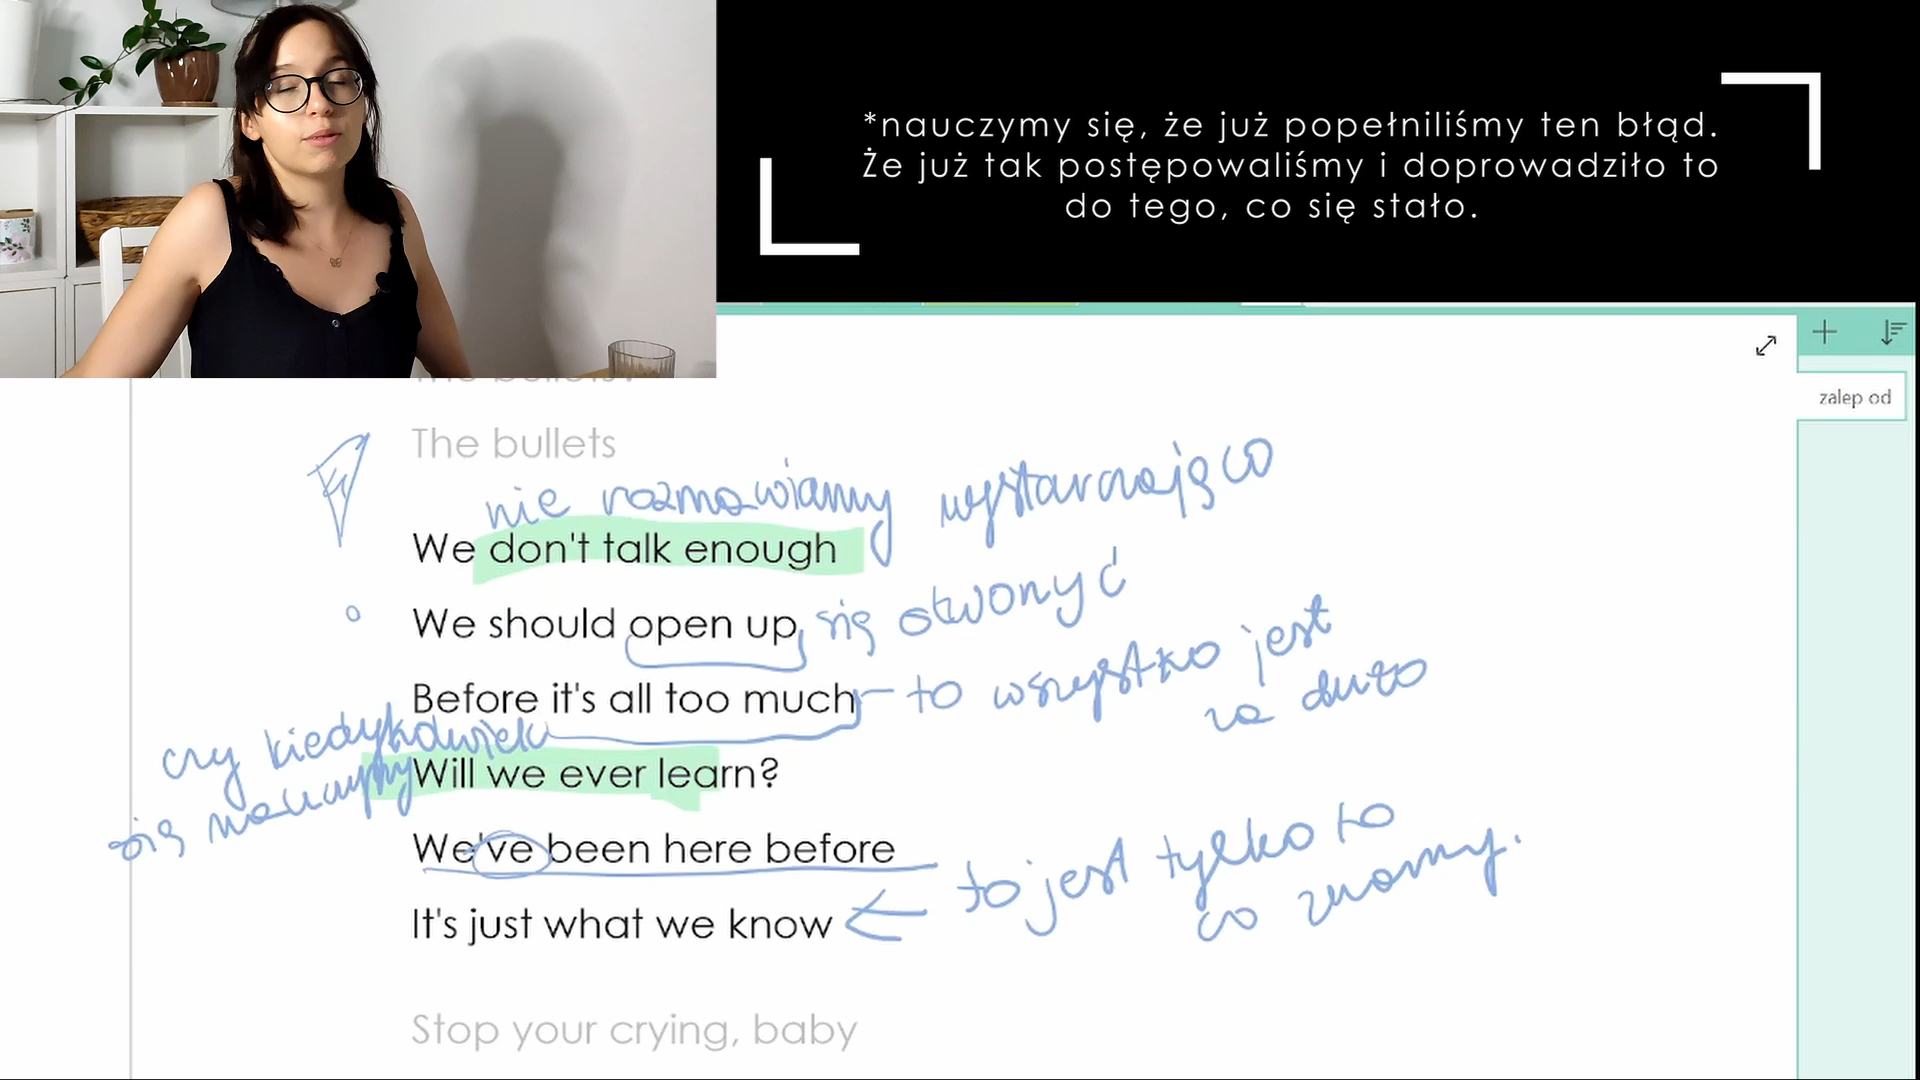 *nauczymy się, że już popełniliśmy ten błąd.
Że już tak postępowaliśmy i doprowadziło to
do tego, co się stało.
zalep od
The bullets
nie rozmawiamy wystarczająco
We don't talk enough
We should open up
się otworzyć
Before it's all too much
to wszystko jest
za dużo
czy kiedykolwiek
się nauczymy
Will we ever learn?
We've been here before
to jest tylko to
co znamy.
It's just what we know
Stop your crying, baby